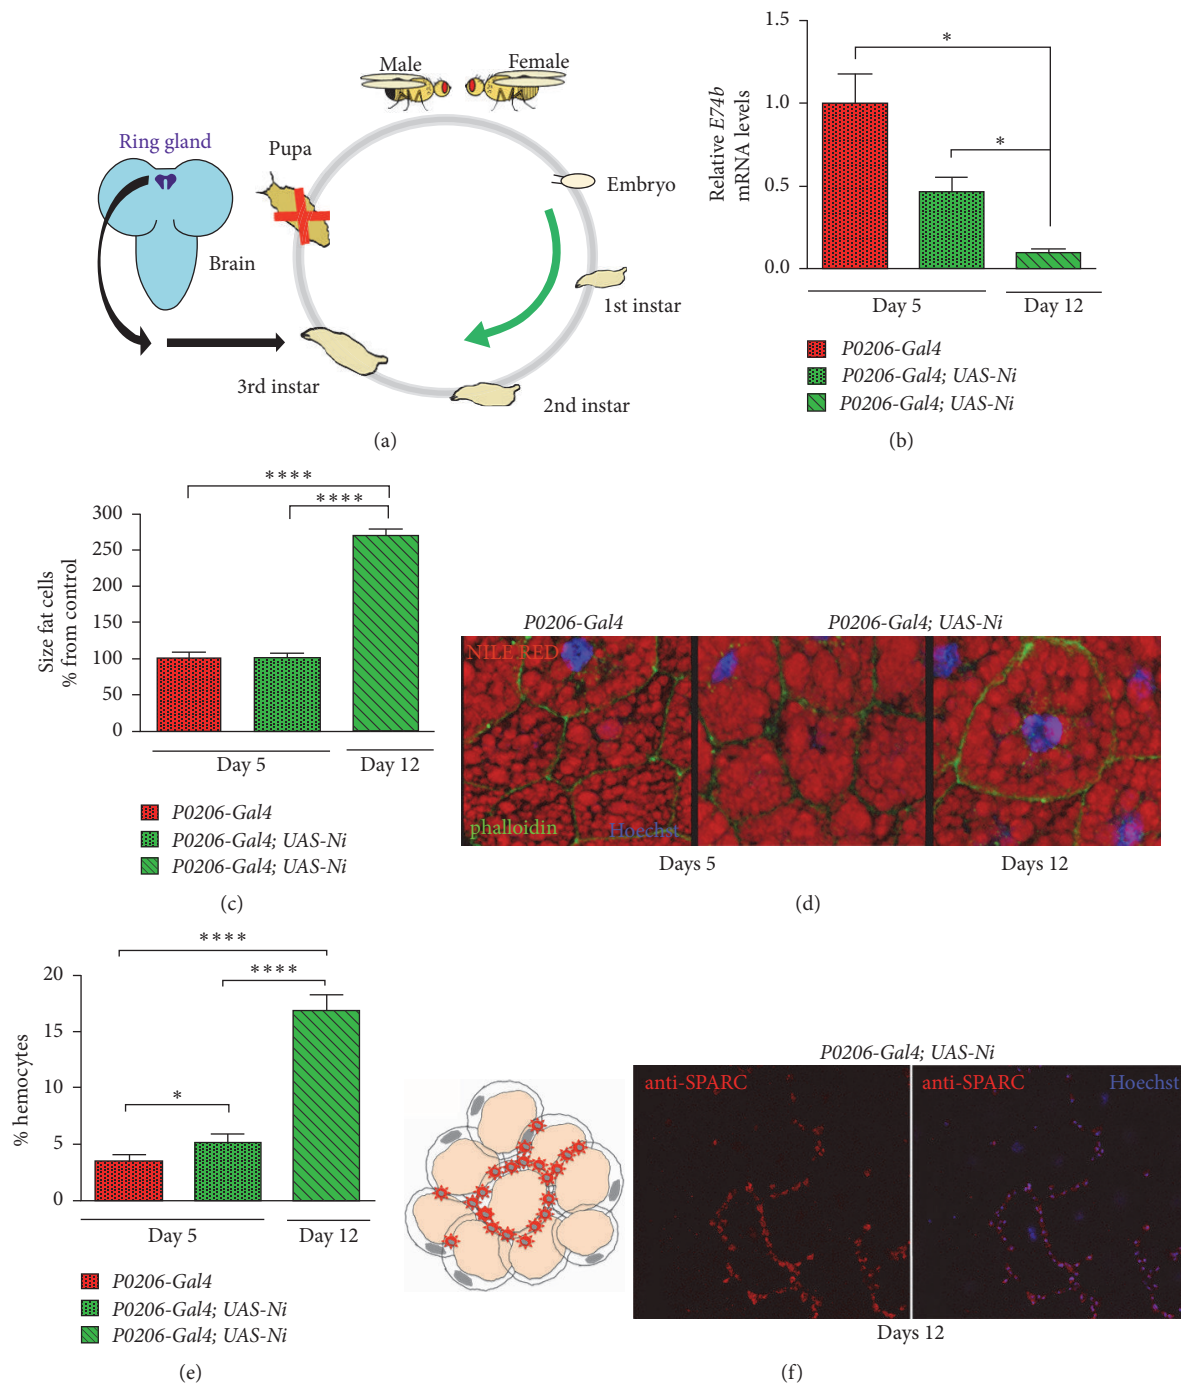 Male
Female
Ring gland
Pupa
Embryo
Brain
1st instar
3rd instar
2nd instar
(a)
Relative E74b
mRNA levels
1.5
1.0
0.5
0.0
*
*
Day 5
Day 12
P0206-Gal4
P0206-Gal4; UAS-Ni
P0206-Gal4; UAS-Ni
(b)
Size fat cells
% from control
300
250
200
150
100
50
0
****
****
Day 5
Day 12
P0206-Gal4
P0206-Gal4; UAS-Ni
P0206-Gal4; UAS-Ni
(c)
P0206-Gal4
P0206-Gal4; UAS-Ni
NILE RED
phalloidin
Hoechst
Days 5
Days 12
(d)
% hemocytes
20
15
10
5
0
****
****
*
Day 5
Day 12
P0206-Gal4
P0206-Gal4; UAS-Ni
P0206-Gal4; UAS-Ni
(e)
P0206-Gal4; UAS-Ni
anti-SPARC
anti-SPARC
Hoechst
Days 12
(f)